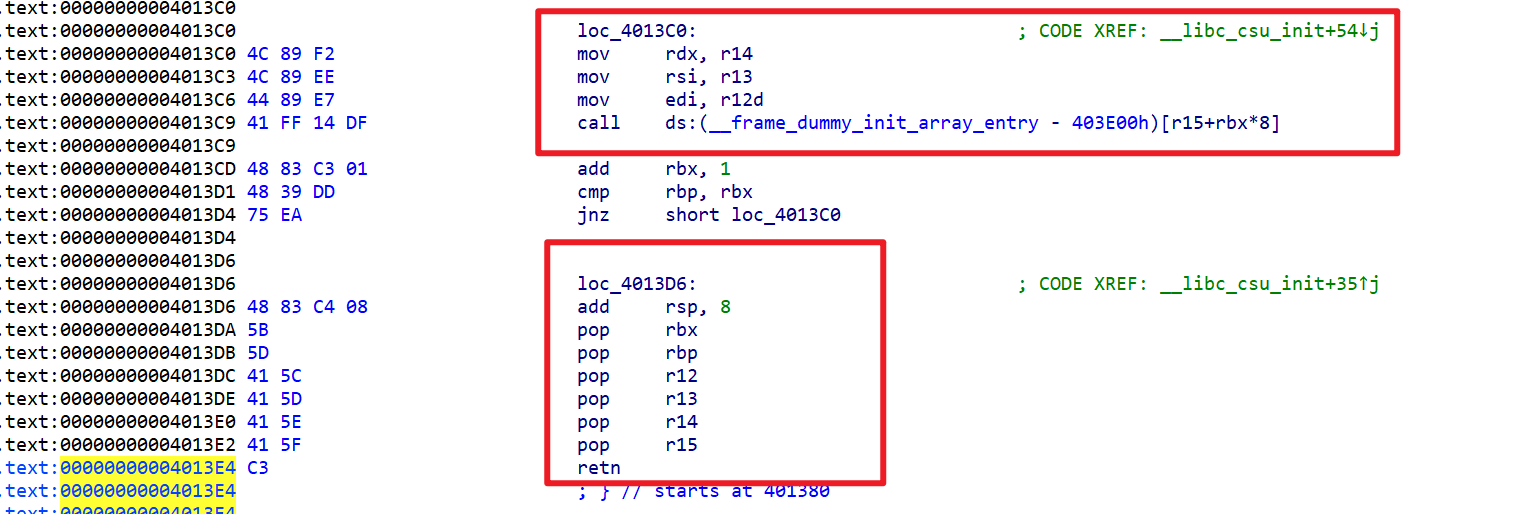 .text:00000000004013C0
.text:00000000004013C0 loc_4013C0: ; CODE XREF: __libc_csu_init+54↓j
.text:00000000004013C0 4C 89 F2 mov rdx, r14
.text:00000000004013C3 4C 89 EE mov rsi, r13
.text:00000000004013C6 44 89 E7 mov edi, r12d
.text:00000000004013C9 41 FF 14 DF call ds:(__frame_dummy_init_array_entry - 403E00h)[r15+rbx*8]
.text:00000000004013C9
.text:00000000004013CD 48 83 C3 01 add rbx, 1
.text:00000000004013D1 48 39 DD cmp rbp, rbx
.text:00000000004013D4 75 EA jnz short loc_4013C0
.text:00000000004013D4
.text:00000000004013D6
.text:00000000004013D6 loc_4013D6: ; CODE XREF: __libc_csu_init+35↑j
.text:00000000004013D6 48 83 C4 08 add rsp, 8
.text:00000000004013DA 5B pop rbx
.text:00000000004013DB 5D pop rbp
.text:00000000004013DC 41 5C pop r12
.text:00000000004013DE 41 5D pop r13
.text:00000000004013E0 41 5E pop r14
.text:00000000004013E2 41 5F pop r15
.text:00000000004013E4 C3 retn
.text:00000000004013E4 ; } // starts at 401380
.text:00000000004013E4